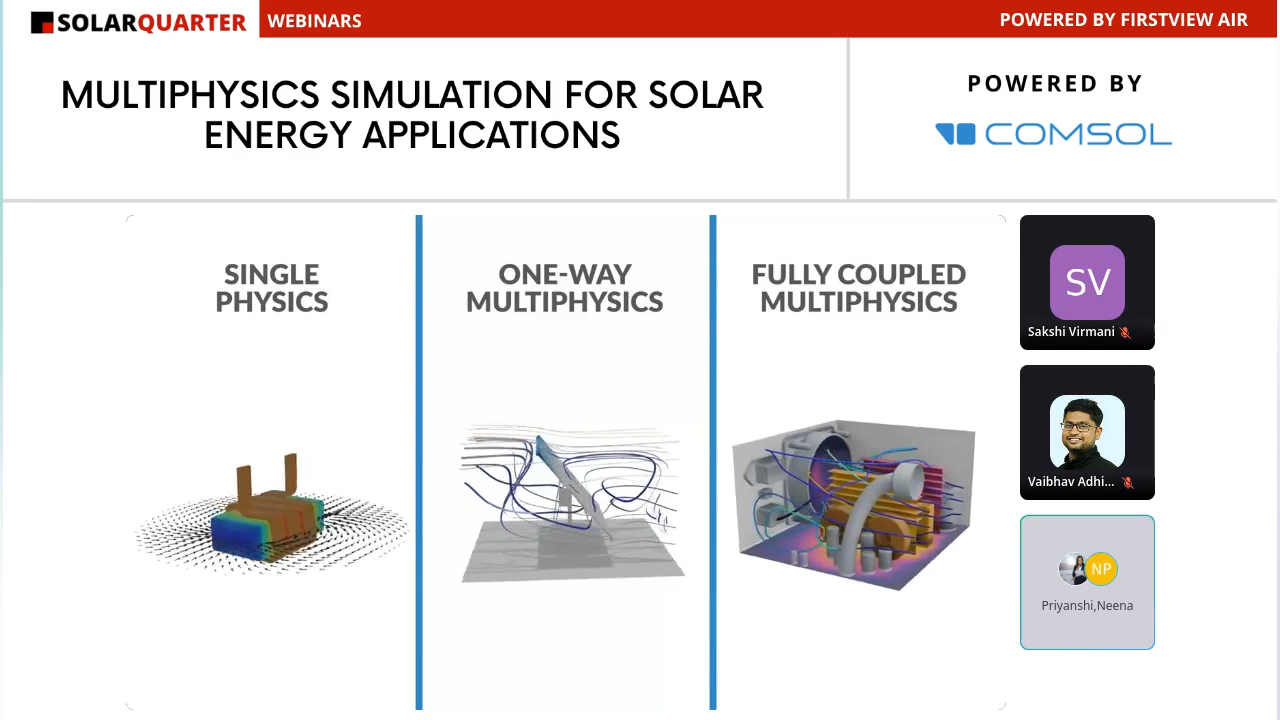 SOLARQUARTER WEBINARS
POWERED BY FIRSTVIEW AIR
MULTIPHYSICS SIMULATION FOR SOLAR
ENERGY APPLICATIONS
POWERED BY
COMSOL
SINGLE
PHYSICS
ONE-WAY
MULTIPHYSICS
FULLY COUPLED
MULTIPHYSICS
SV
Sakshi Virmani
Vaibhav Adhi...
NP
Priyanshi,Neena